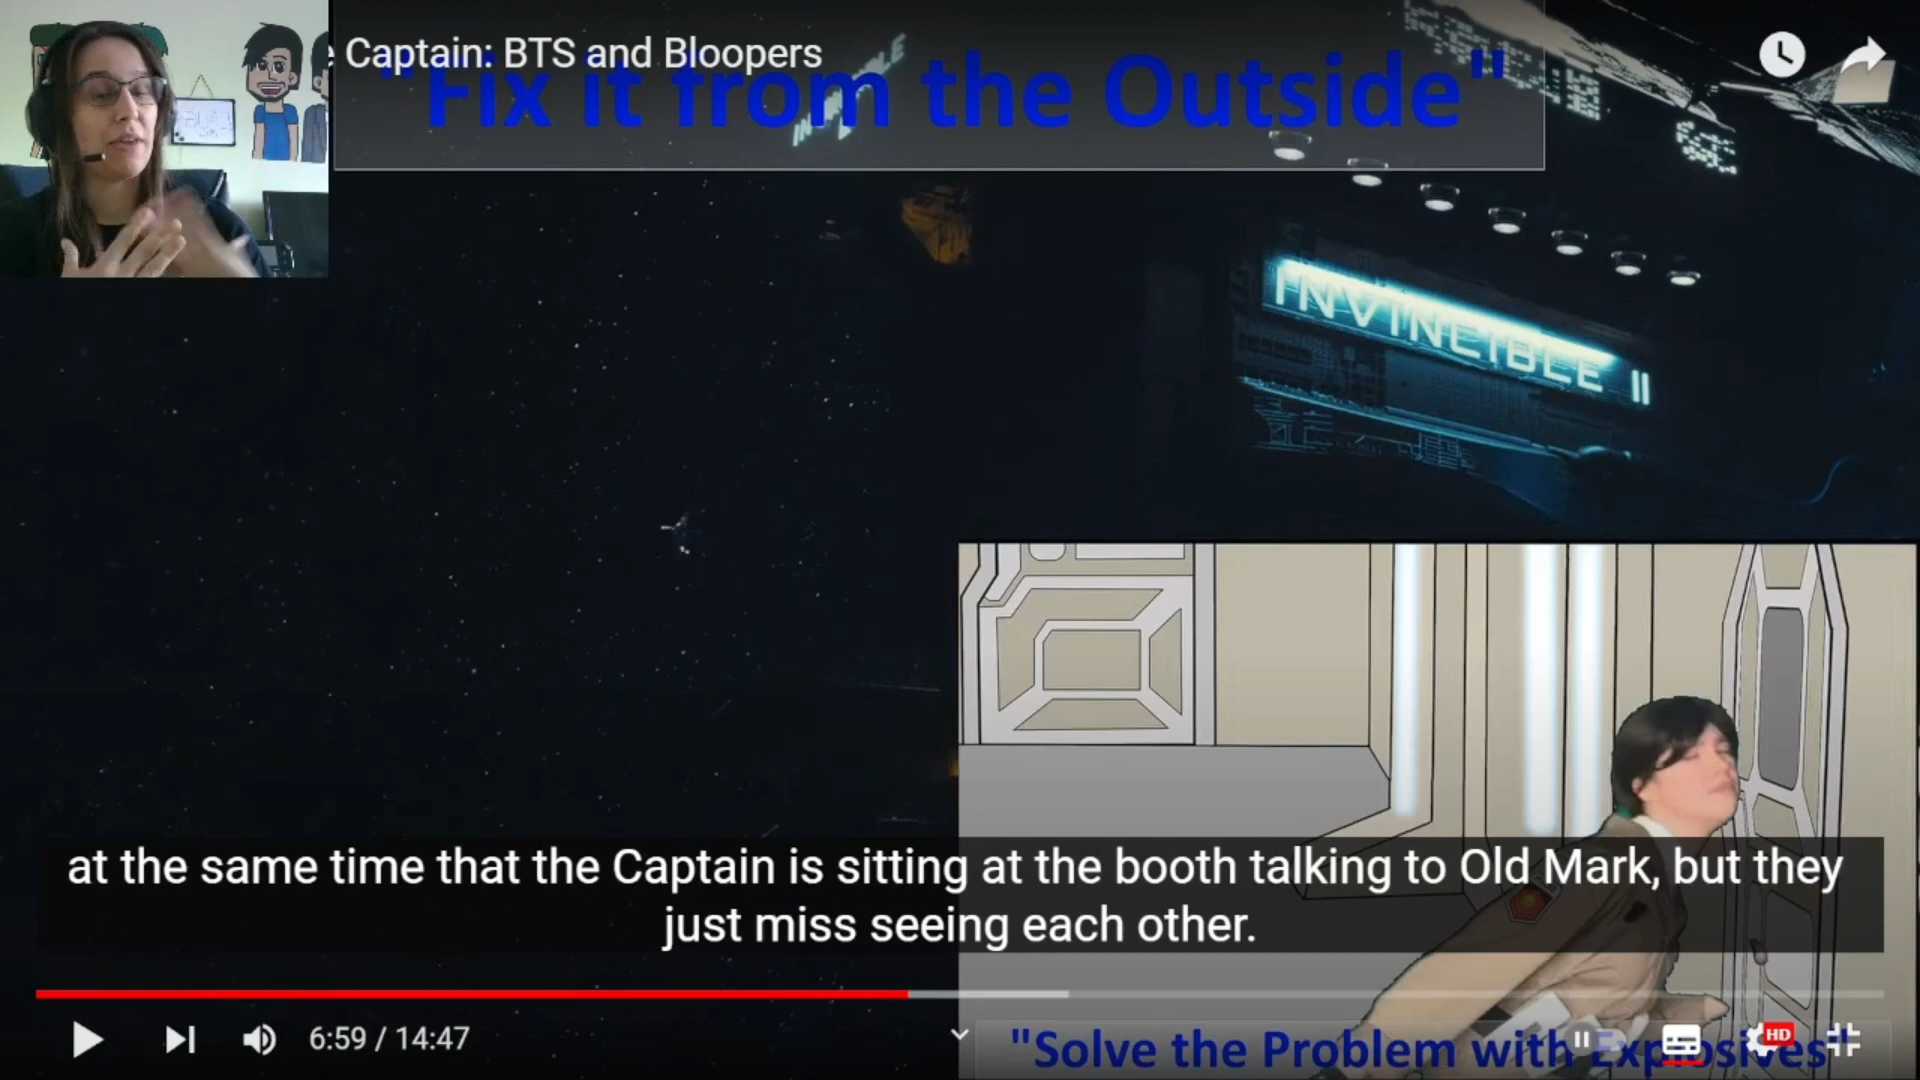 Captain: BTS and Bloopers
"Fix it from the Outside"
INVINCIBLE II
at the same time that the Captain is sitting at the booth talking to Old Mark, but they
just miss seeing each other.
6:59 / 14:47
HD
"Solve the Problem with Explosives"